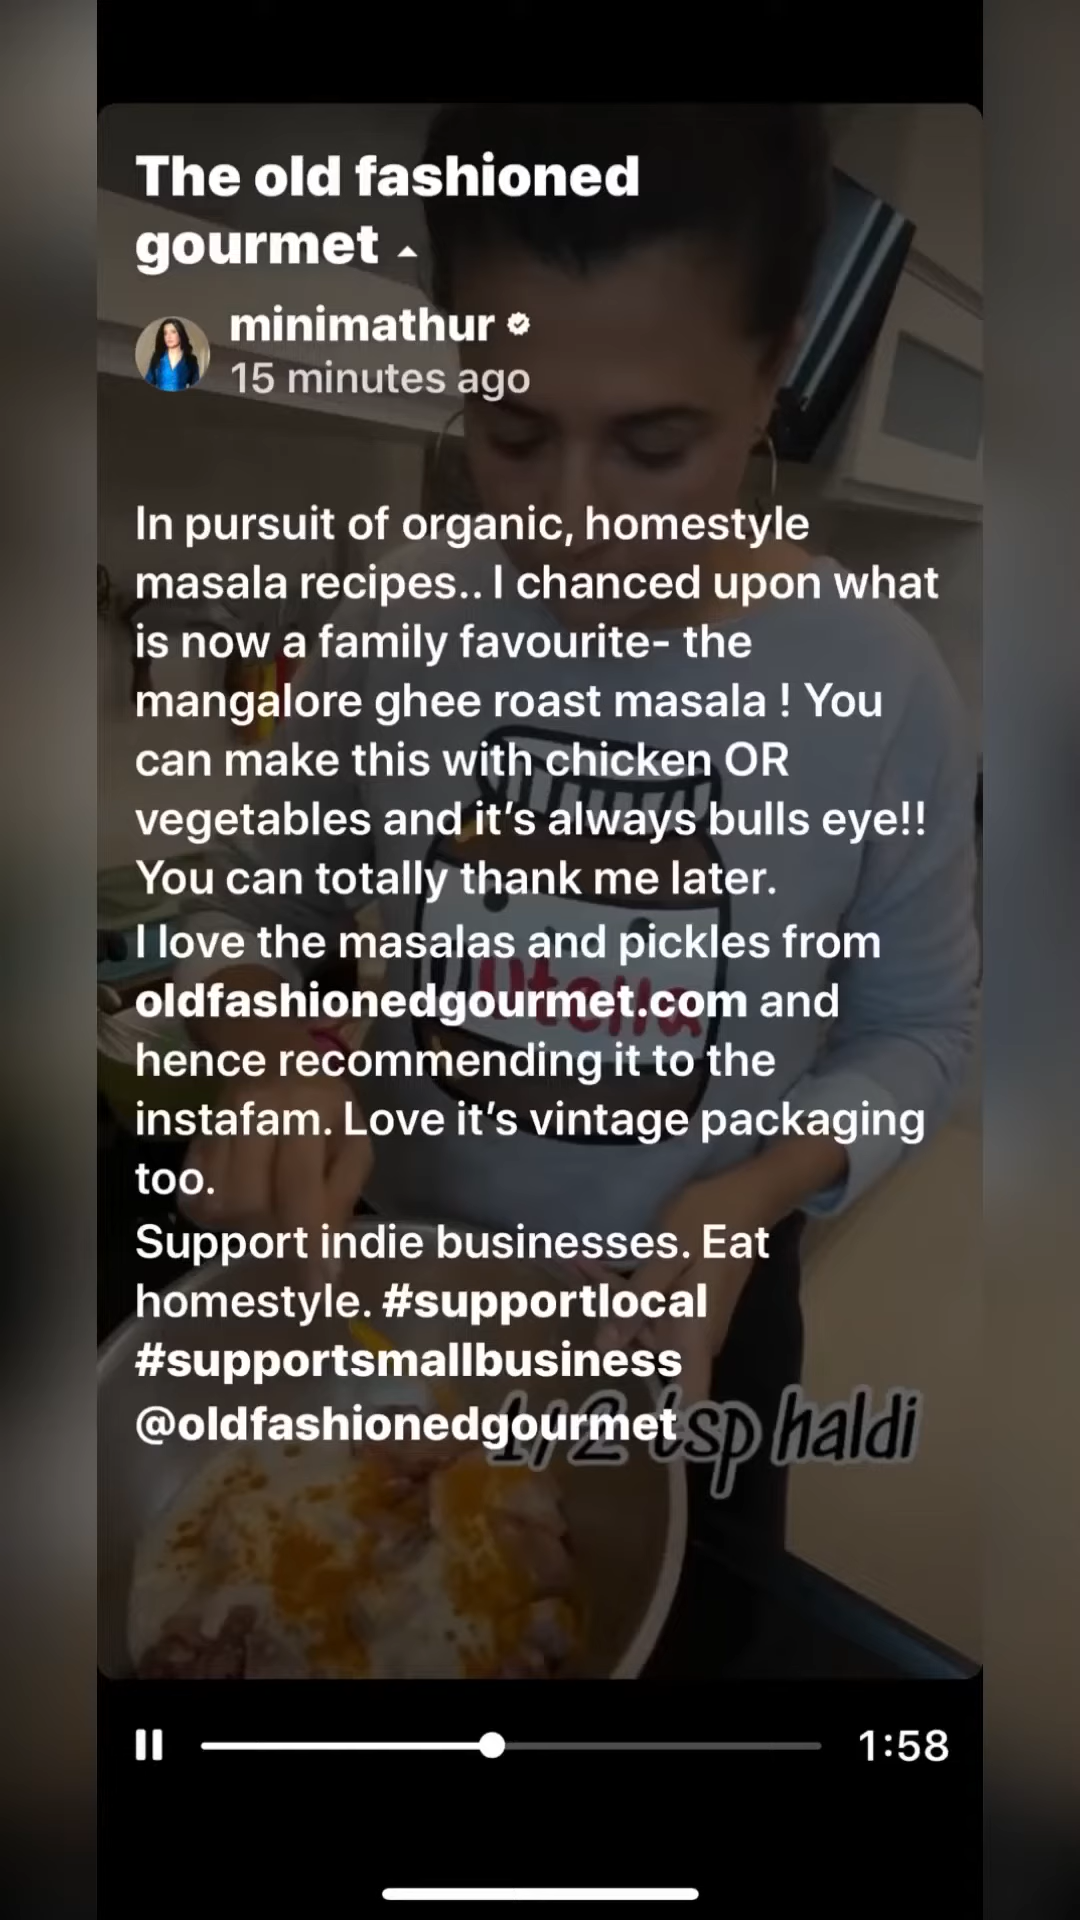 The old fashioned
gourmet
minimathur
15 minutes ago
In pursuit of organic, homestyle
masala recipes.. I chanced upon what
is now a family favourite- the
mangalore ghee roast masala ! You
can make this with chicken OR
vegetables and it’s always bulls eye!!
You can totally thank me later.
I love the masalas and pickles from
oldfashionedgourmet.com and
hence recommending it to the
instafam. Love it’s vintage packaging
too.
Support indie businesses. Eat
homestyle. #supportlocal
#supportsmallbusiness
@oldfashionedgourmet
1/2 tsp haldi
nutella
1:58